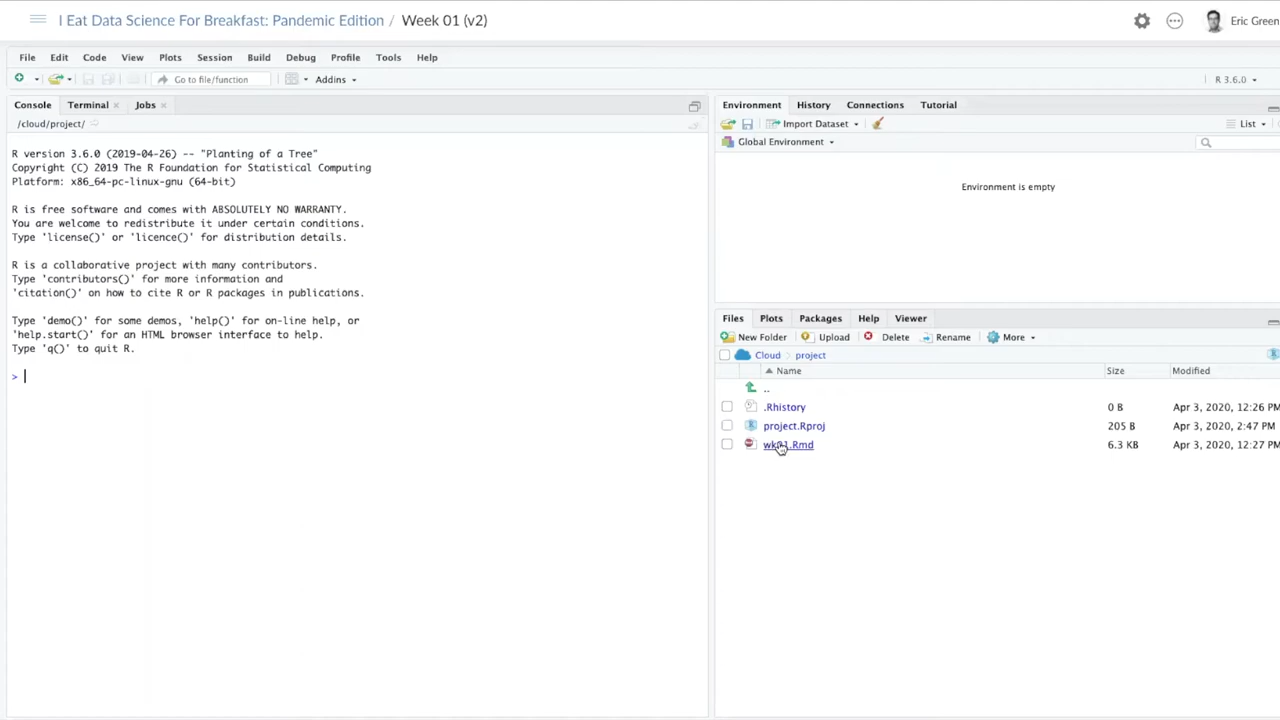 I Eat Data Science For Breakfast: Pandemic Edition / Week 01 (v2)
Eric Green
File Edit Code View Plots Session Build Debug Profile Tools Help
Go to file/function Addins R 3.6.0
Console Terminal Jobs
/cloud/project/
R version 3.6.0 (2019-04-26) -- "Planting of a Tree"
Copyright (C) 2019 The R Foundation for Statistical Computing
Platform: x86_64-pc-linux-gnu (64-bit)
R is free software and comes with ABSOLUTELY NO WARRANTY.
You are welcome to redistribute it under certain conditions.
Type 'license()' or 'licence()' for distribution details.
R is a collaborative project with many contributors.
Type 'contributors()' for more information and
'citation()' on how to cite R or R packages in publications.
Type 'demo()' for some demos, 'help()' for on-line help, or
'help.start()' for an HTML browser interface to help.
Type 'q()' to quit R.
>
Environment History Connections Tutorial
Import Dataset List
Global Environment
Environment is empty
Files Plots Packages Help Viewer
New Folder Upload Delete Rename More
Cloud project
Name Size Modified
..
.Rhistory 0 B Apr 3, 2020, 12:26 PM
project.Rproj 205 B Apr 3, 2020, 2:47 PM
wk01.Rmd 6.3 KB Apr 3, 2020, 12:27 PM